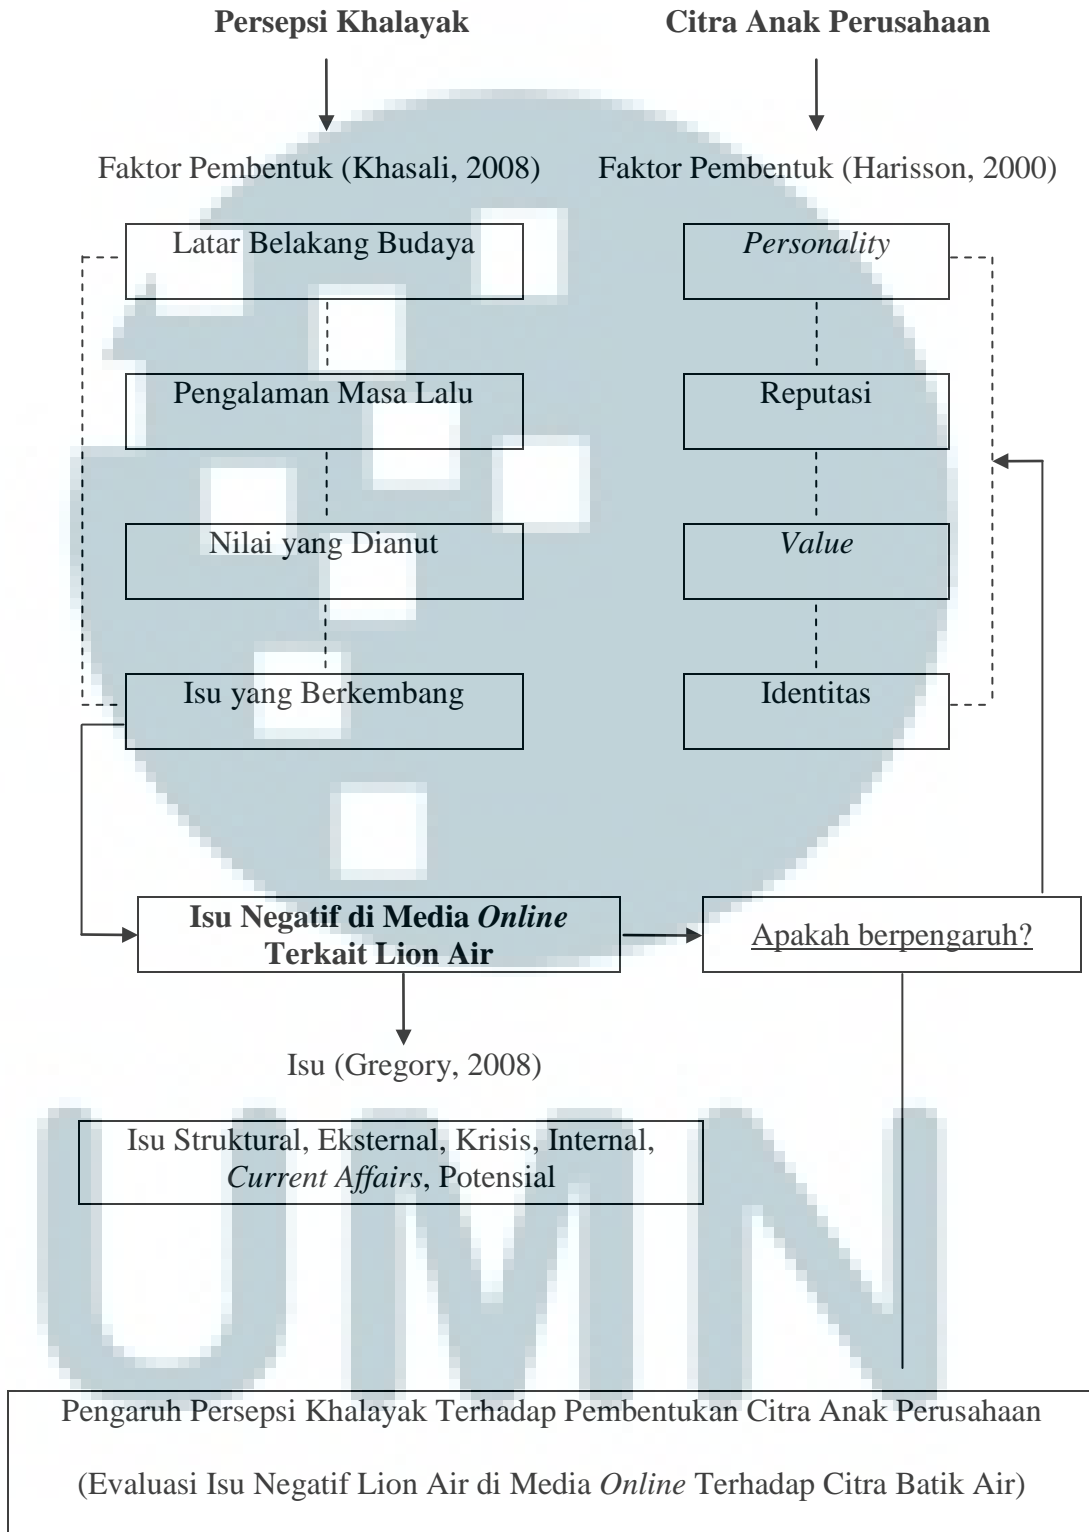 Persepsi Khalayak
Citra Anak Perusahaan
Faktor Pembentuk (Khasali, 2008)
Faktor Pembentuk (Harisson, 2000)
Latar Belakang Budaya
Personality
Pengalaman Masa Lalu
Reputasi
Nilai yang Dianut
Value
Isu yang Berkembang
Identitas
Isu Negatif di Media Online
Terkait Lion Air
Apakah berpengaruh?
Isu (Gregory, 2008)
Isu Struktural, Eksternal, Krisis, Internal,
Current Affairs, Potensial
UMN
Pengaruh Persepsi Khalayak Terhadap Pembentukan Citra Anak Perusahaan
(Evaluasi Isu Negatif Lion Air di Media Online Terhadap Citra Batik Air)